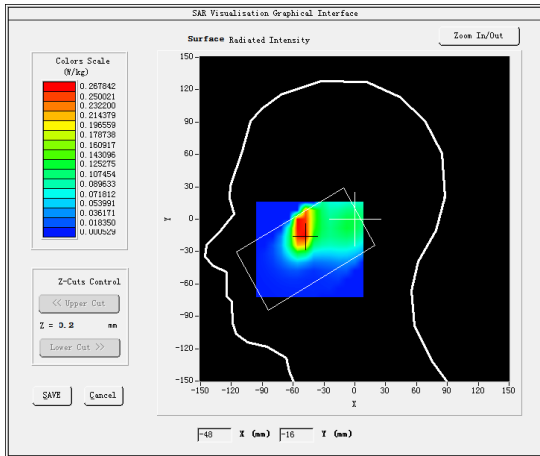 SAR Visualisation Graphical Interface
Surface Radiated Intensity
Zoom In/Out
Colors Scale
(W/kg)
0.267842
0.250021
0.232200
0.214379
0.196559
0.178738
0.160917
0.143096
0.125275
0.107454
0.089633
0.071812
0.053991
0.036171
0.018350
0.000529
Z-Cuts Control
<< Upper Cut
Z = 0.2 mm
Lower Cut >>
SAVE
Cancel
150
120
90
60
30
0
-30
-60
-90
-120
-150
Y
-150 -120 -90 -60 -30 0 30 60 90 120 150
X
-48 X (mm) -16 Y (mm)